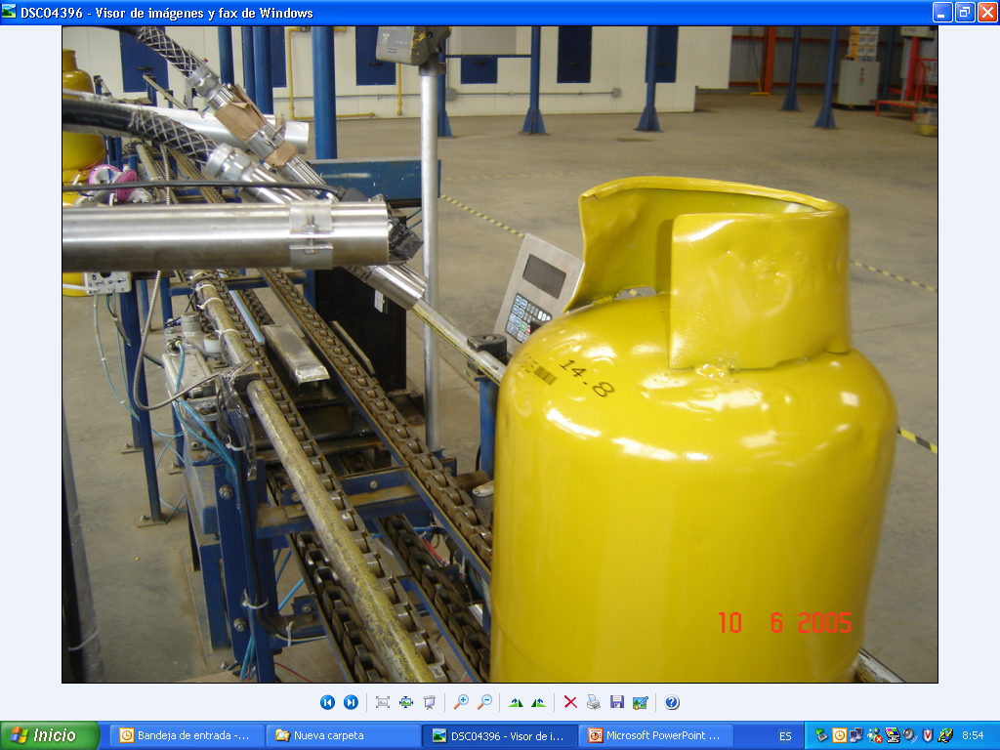 DSC04396 - Visor de imágenes y fax de Windows
14.8
10 6 2005
Inicio
Bandeja de entrada -...
Nueva carpeta
DSC04396 - Visor de i...
Microsoft PowerPoint ...
ES
8:54